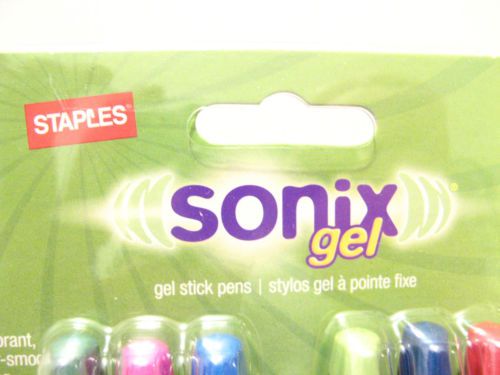 STAPLES®
sonix®
gel
gel stick pens | stylos gel à pointe fixe